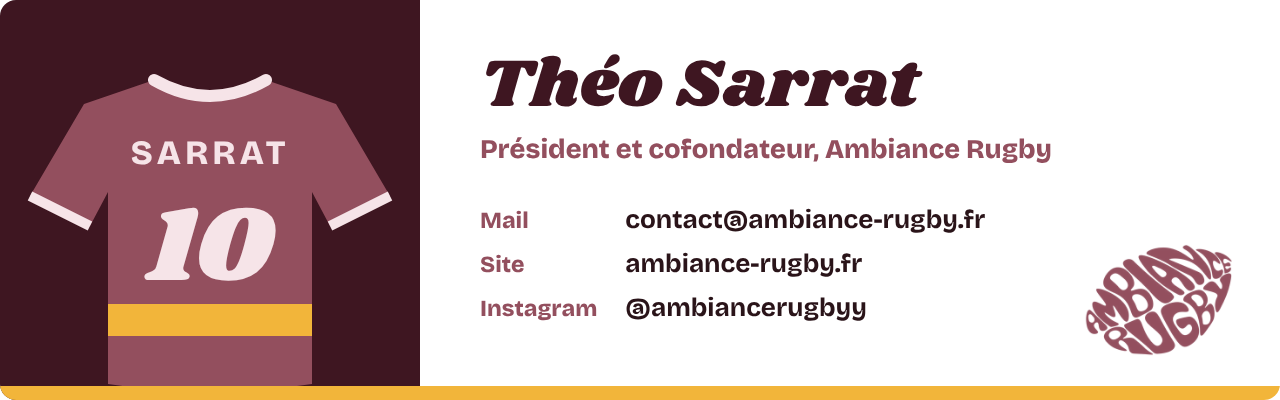 SARRAT
10
Théo Sarrat
Président et cofondateur, Ambiance Rugby
Mail contact@ambiance-rugby.fr
Site ambiance-rugby.fr
Instagram @ambiancerugbyy
AMBIANCE
RUGBY